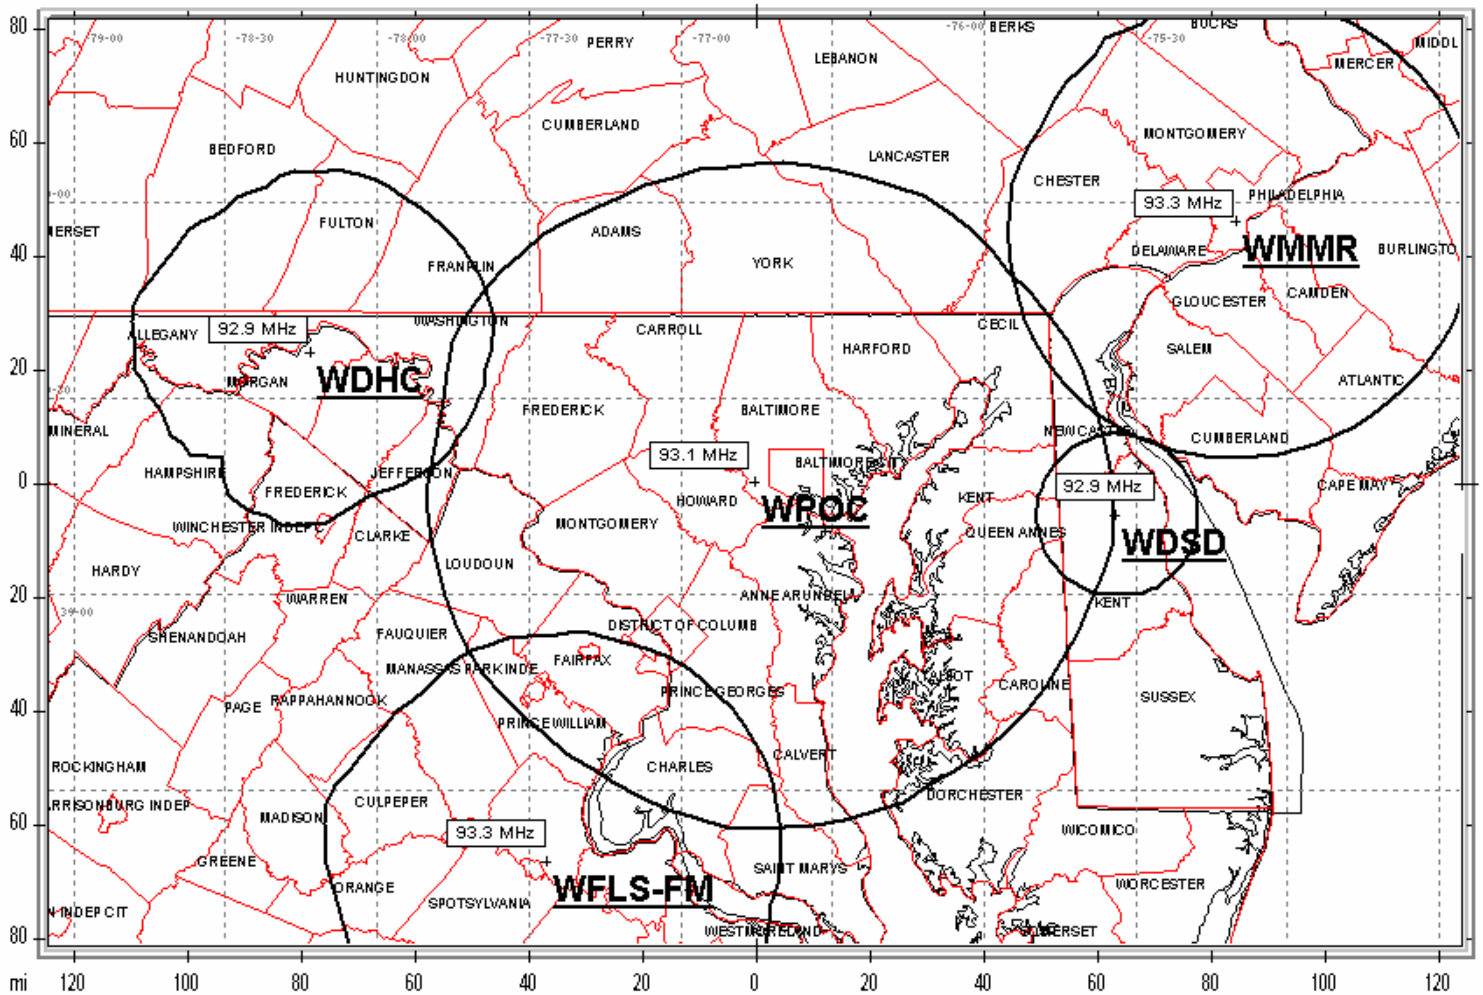 80
-79-00
-78-30
-78-00
-77-30
PERRY
-77-00
-76-00
BERKS
-75-30
BUCKS
MIDDL
HUNTINGDON
LEBANON
MERCER
60
BEDFORD
CUMBERLAND
LANCASTER
MONTGOMERY
CHESTER
PHILADELPHIA
-00
93.3 MHz
40
ERSET
FULTON
ADAMS
DELAWARE
WMMR
BURLINGTO
FRANKLIN
YORK
GLOUCESTER
CAMDEN
ALLEGANY
92.9 MHz
WASHINGTON
CARROLL
CECIL
HARFORD
SALEM
20
MORGAN
WDHC
ATLANTIC
FREDERICK
BALTIMORE
MINERAL
NEWCASTLE
CUMBERLAND
93.1 MHz
0
HAMPSHIRE
JEFFERSON
BALTIMORE CIT
92.9 MHz
CAPE MAY
FREDERICK
HOWARD
KENT
WINCHESTER INDEP
CLARKE
MONTGOMERY
WPOC
QUEEN ANNES
WDSD
HARDY
LOUDOUN
20
39-00
WARREN
ANNE ARUNDELL
KENT
SHENANDOAH
FAUQUIER
DISTRICT OF COLUMB
MANASSAS PARK INDE
FAIRFAX
40
PAGE
RAPPAHANNOCK
PRINCE GEORGES
TALBOT
CAROLINE
SUSSEX
PRINCE WILLIAM
ROCKINGHAM
CHARLES
CALVERT
RRISONBURG INDEP
MADISON
CULPEPER
DORCHESTER
60
93.3 MHz
WICOMICO
GREENE
ORANGE
WFLS-FM
SAINT MARYS
WORCESTER
N INDEP CIT
SPOTSYLVANIA
WESTMORELAND
SOMERSET
80
mi
120 100 80 60 40 20 0 20 40 60 80 100 120